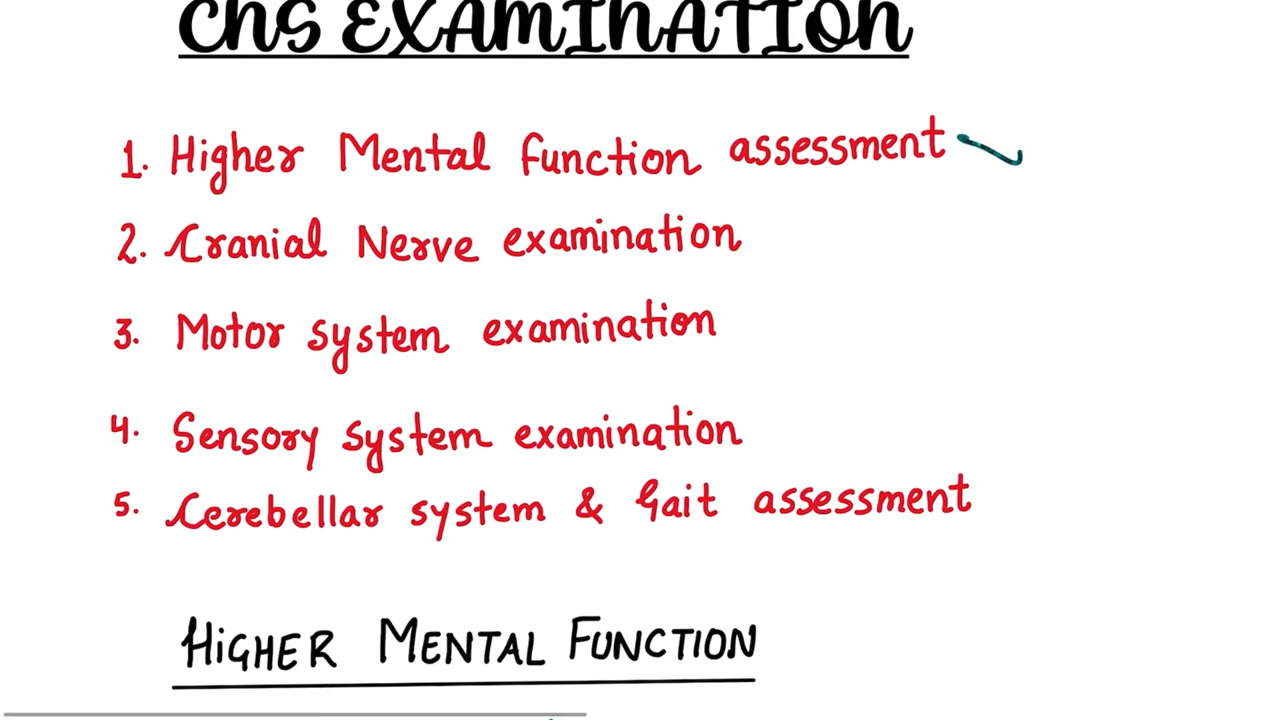 CNS EXAMINATION
1. Higher Mental function assessment
2. Cranial Nerve examination
3. Motor system examination
4. Sensory system examination
5. Cerebellar system & Gait assessment
HIGHER MENTAL FUNCTION